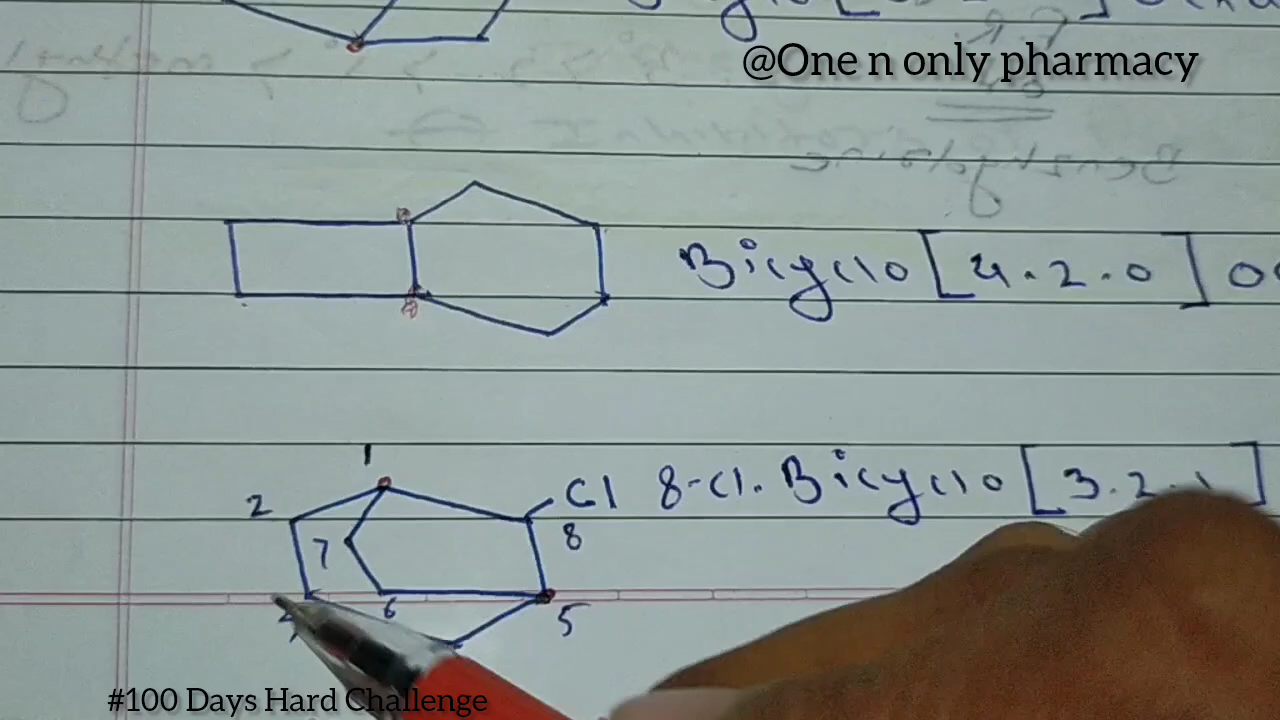 @One n only pharmacy
Bicyclo [4.2.0] o
1
2
Cl
8-Cl. Bicyclo [3.2.1]
7
8
6
5
#100 Days Hard Challenge